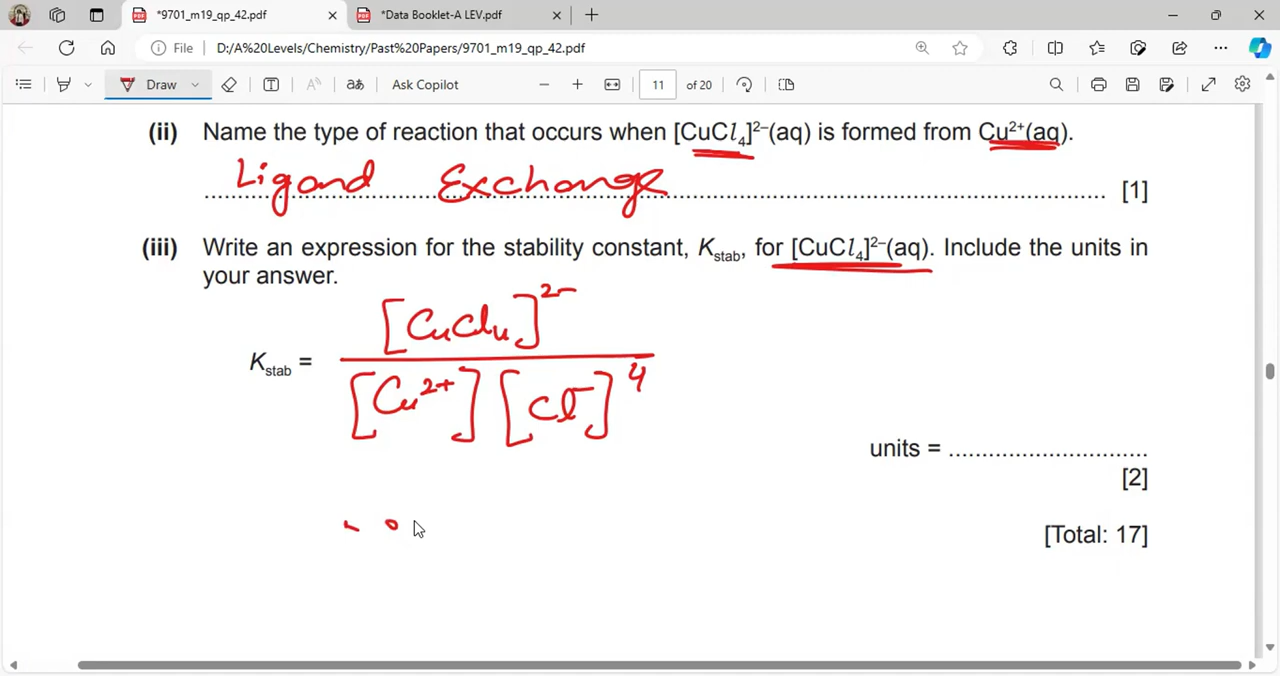 *9701_m19_qp_42.pdf
*Data Booklet-A LEV.pdf
File D:/A%20Levels/Chemistry/Past%20Papers/9701_m19_qp_42.pdf
Draw aあ Ask Copilot 11 of 20
(ii) Name the type of reaction that occurs when [CuCl₄]²⁻(aq) is formed from Cu²⁺(aq).
Ligand Exchange [1]
(iii) Write an expression for the stability constant, Kstab, for [CuCl₄]²⁻(aq). Include the units in
your answer.
[CuCl₄]²⁻
Kstab =
[Cu²⁺] [Cl⁻]⁴
units = ..............................
[2]
[Total: 17]